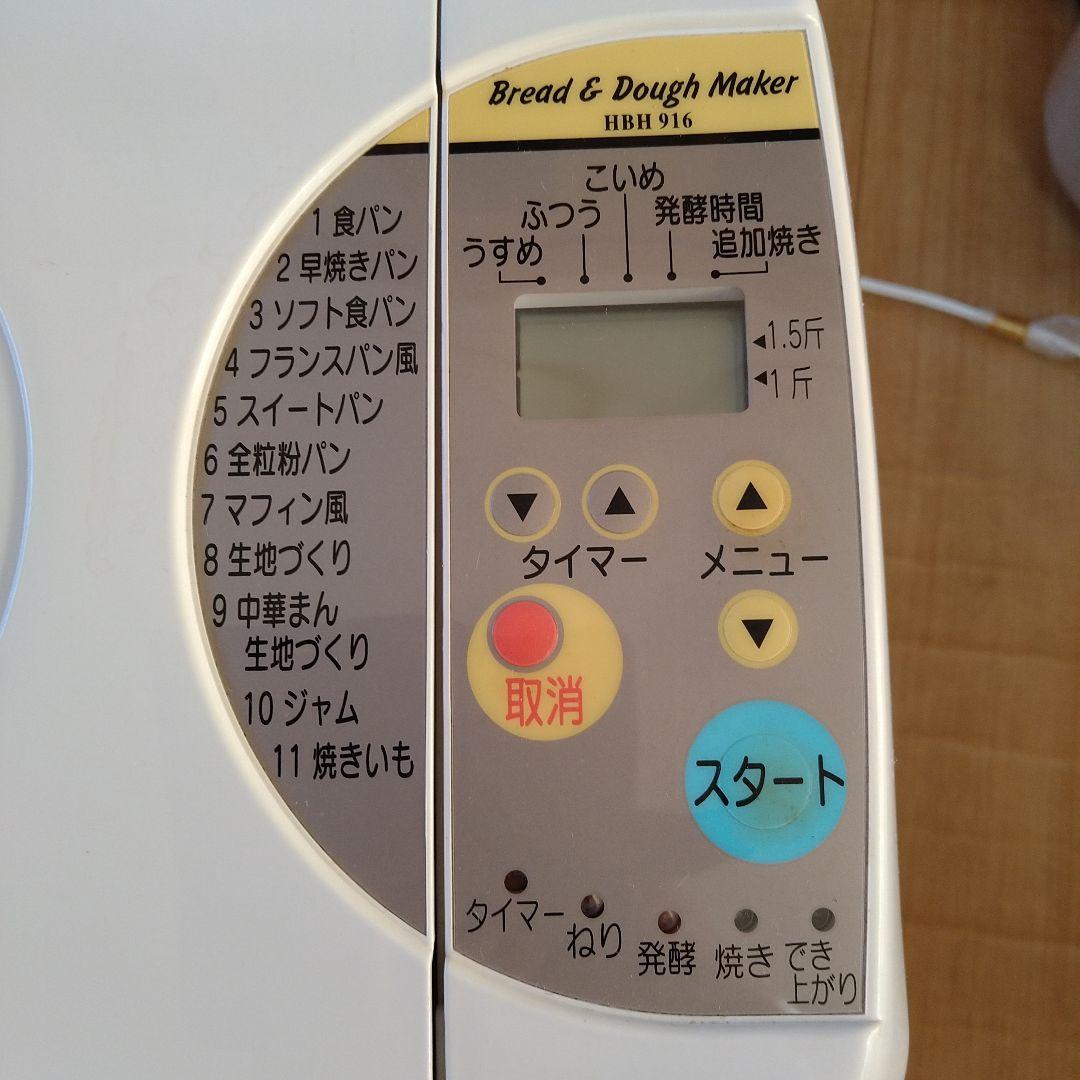 Bread & Dough Maker
HBH 916
1 食パン
2 早焼きパン
3 ソフト食パン
4 フランスパン風
5 スイートパン
6 全粒粉パン
7 マフィン風
8 生地づくり
9 中華まん
生地づくり
10 ジャム
11 焼きいも
こいめ
ふつう
発酵時間
うすめ
追加焼き
◀1.5斤
◀1 斤
▼ ▲ ▲
タイマー
メニュー
▼
取消
スタート
タイマー
ねり
発酵
焼き
でき
上がり